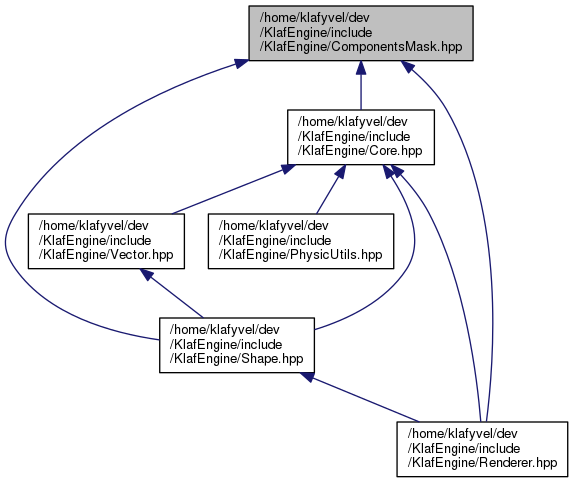 /home/klafyvel/dev
/KlafEngine/include
/KlafEngine/ComponentsMask.hpp
/home/klafyvel/dev
/KlafEngine/include
/KlafEngine/Core.hpp
/home/klafyvel/dev
/KlafEngine/include
/KlafEngine/Vector.hpp
/home/klafyvel/dev
/KlafEngine/include
/KlafEngine/PhysicUtils.hpp
/home/klafyvel/dev
/KlafEngine/include
/KlafEngine/Shape.hpp
/home/klafyvel/dev
/KlafEngine/include
/KlafEngine/Renderer.hpp